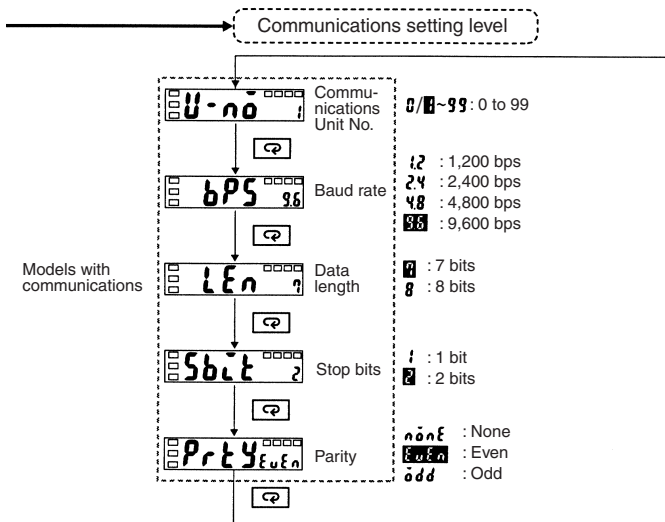 Communications setting level
U-no 1
Commu-
nications
Unit No.
0/1~99: 0 to 99
bPS 9.6
Baud rate
1.2 : 1,200 bps
2.4 : 2,400 bps
4.8 : 4,800 bps
9.6 : 9,600 bps
Models with
communications
LEn 7
Data
length
7 : 7 bits
8 : 8 bits
Sbit 2
Stop bits
1 : 1 bit
2 : 2 bits
PrtY EvEn
Parity
nonE : None
EvEn : Even
odd : Odd